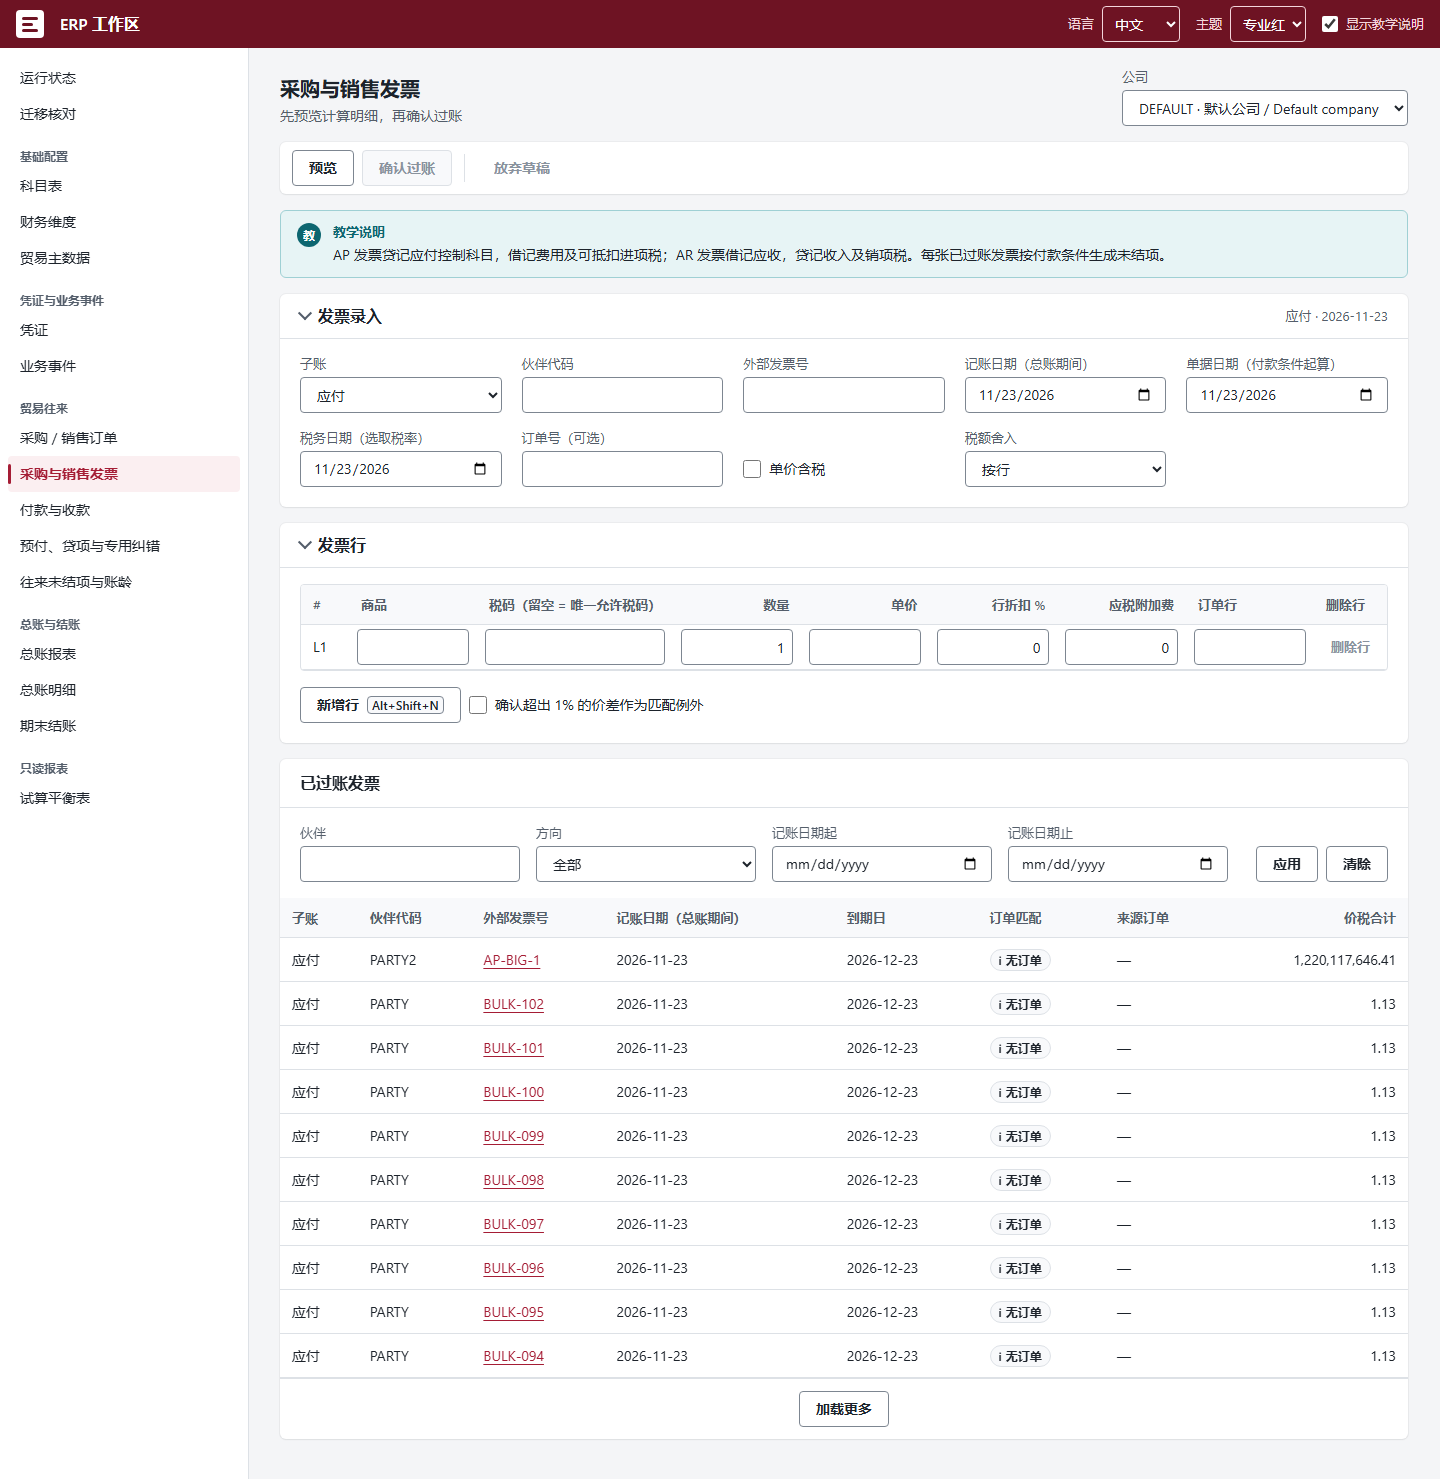 ERP 工作区
语言 中文 主题 专业红 显示教学说明
运行状态
迁移核对
基础配置
科目表
财务维度
贸易主数据
凭证与业务事件
凭证
业务事件
贸易往来
采购 / 销售订单
采购与销售发票
付款与收款
预付、贷项与专用纠错
往来未结项与账龄
总账与结账
总账报表
总账明细
期末结账
只读报表
试算平衡表
采购与销售发票
先预览计算明细，再确认过账
公司
DEFAULT · 默认公司 / Default company
预览 确认过账 放弃草稿
教 教学说明
AP 发票贷记应付控制科目，借记费用及可抵扣进项税；AR 发票借记应收，贷记收入及销项税。每张已过账发票按付款条件生成未结项。
发票录入 应付 · 2026-11-23
子账 伙伴代码 外部发票号 记账日期（总账期间） 单据日期（付款条件起算）
应付 11/23/2026 11/23/2026
税务日期（选取税率） 订单号（可选） 税额舍入
11/23/2026 单价含税 按行
发票行
# 商品 税码（留空 = 唯一允许税码） 数量 单价 行折扣 % 应税附加费 订单行 删除行
L1 1 0 0 删除行
新增行 Alt+Shift+N 确认超出 1% 的价差作为匹配例外
已过账发票
伙伴 方向 记账日期起 记账日期止
全部 mm/dd/yyyy mm/dd/yyyy 应用 清除
子账 伙伴代码 外部发票号 记账日期（总账期间） 到期日 订单匹配 来源订单 价税合计
应付 PARTY2 AP-BIG-1 2026-11-23 2026-12-23 i 无订单 — 1,220,117,646.41
应付 PARTY BULK-102 2026-11-23 2026-12-23 i 无订单 — 1.13
应付 PARTY BULK-101 2026-11-23 2026-12-23 i 无订单 — 1.13
应付 PARTY BULK-100 2026-11-23 2026-12-23 i 无订单 — 1.13
应付 PARTY BULK-099 2026-11-23 2026-12-23 i 无订单 — 1.13
应付 PARTY BULK-098 2026-11-23 2026-12-23 i 无订单 — 1.13
应付 PARTY BULK-097 2026-11-23 2026-12-23 i 无订单 — 1.13
应付 PARTY BULK-096 2026-11-23 2026-12-23 i 无订单 — 1.13
应付 PARTY BULK-095 2026-11-23 2026-12-23 i 无订单 — 1.13
应付 PARTY BULK-094 2026-11-23 2026-12-23 i 无订单 — 1.13
加载更多